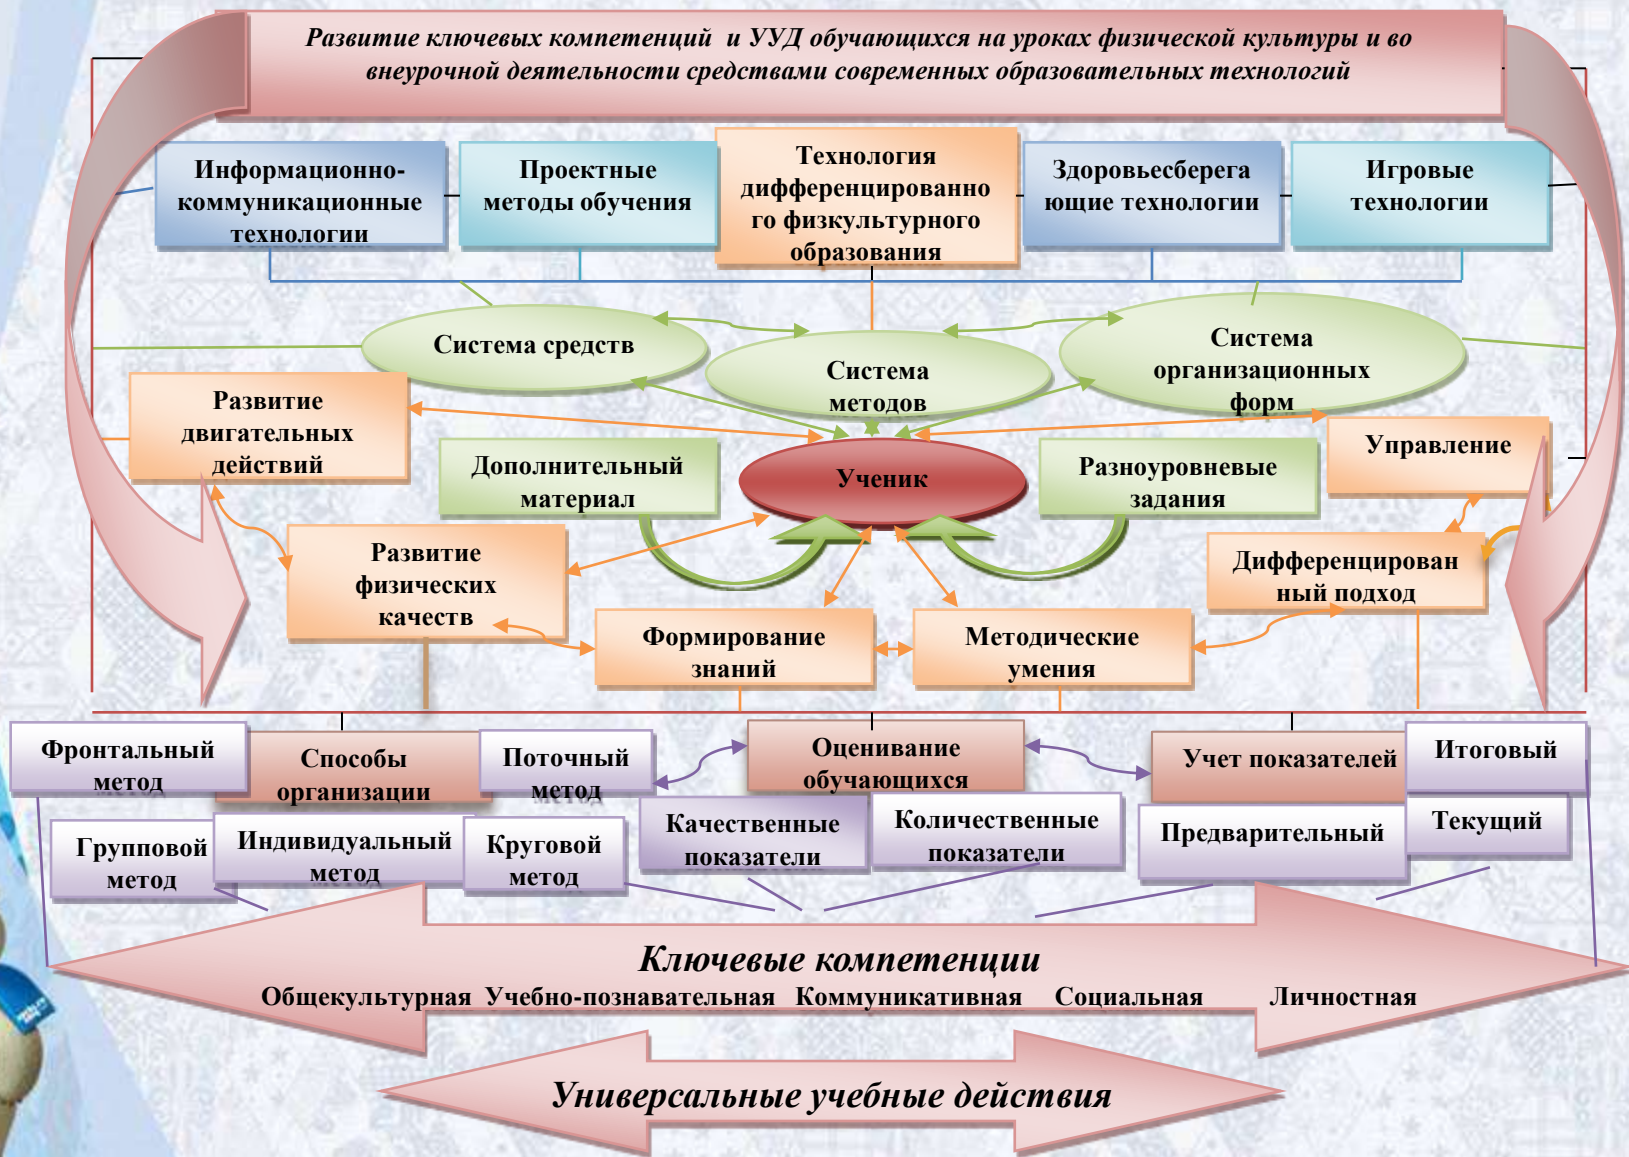 Развитие ключевых компетенций и УУД обучающихся на уроках физической культуры и во
внеурочной деятельности средствами современных образовательных технологий
Информационно-
коммуникационные
технологии
Проектные
методы обучения
Технология
дифференцированно
го физкультурного
образования
Здоровьесберега
ющие технологии
Игровые
технологии
Система средств
Система
методов
Система
организационных
форм
Развитие
двигательных
действий
Дополнительный
материал
Ученик
Разноуровневые
задания
Управление
Развитие
физических
качеств
Формирование
знаний
Методические
умения
Дифференцирован
ный подход
Фронтальный
метод
Способы
организации
Поточный
метод
Оценивание
обучающихся
Учет показателей
Итоговый
Групповой
метод
Индивидуальный
метод
Круговой
метод
Качественные
показатели
Количественные
показатели
Предварительный
Текущий
Ключевые компетенции
Общекультурная Учебно-познавательная Коммуникативная Социальная Личностная
Универсальные учебные действия